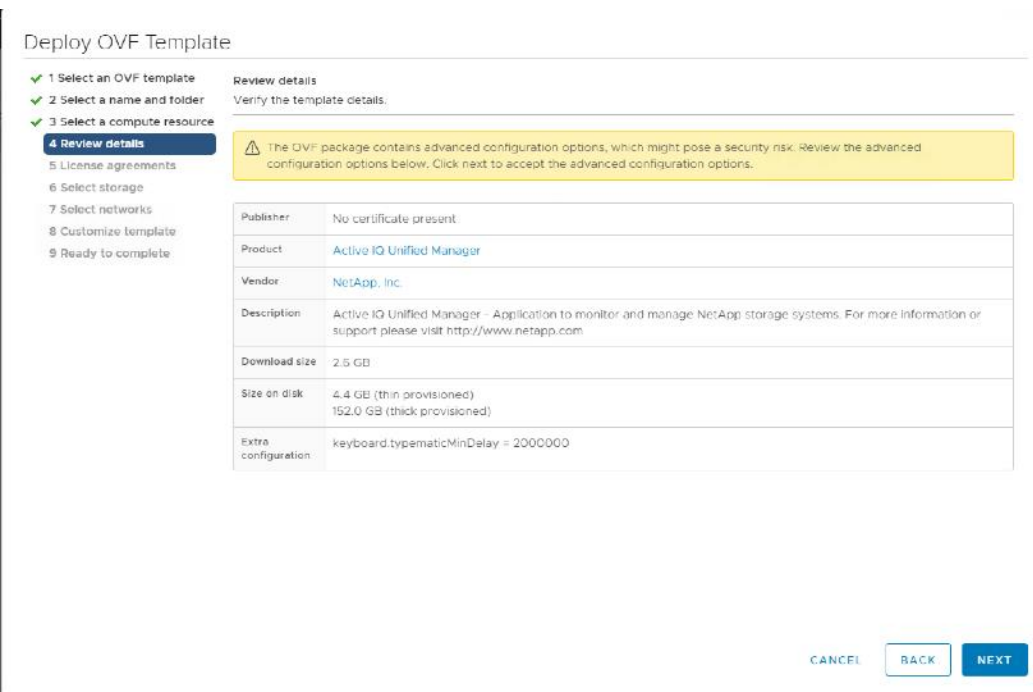 Deploy OVF Template
1 Select an OVF template
2 Select a name and folder
3 Select a compute resource
4 Review details
5 License agreements
6 Select storage
7 Select networks
8 Customize template
9 Ready to complete
Review details
Verify the template details.
The OVF package contains advanced configuration options, which might pose a security risk. Review the advanced
configuration options below. Click next to accept the advanced configuration options.
Publisher No certificate present
Product Active IQ Unified Manager
Vendor NetApp, Inc.
Description Active IQ Unified Manager - Application to monitor and manage NetApp storage systems. For more information or
support please visit http://www.netapp.com
Download size 2.6 GB
Size on disk 4.4 GB (thin provisioned)
152.0 GB (thick provisioned)
Extra keyboard.typematicMinDelay = 2000000
configuration
CANCEL BACK NEXT